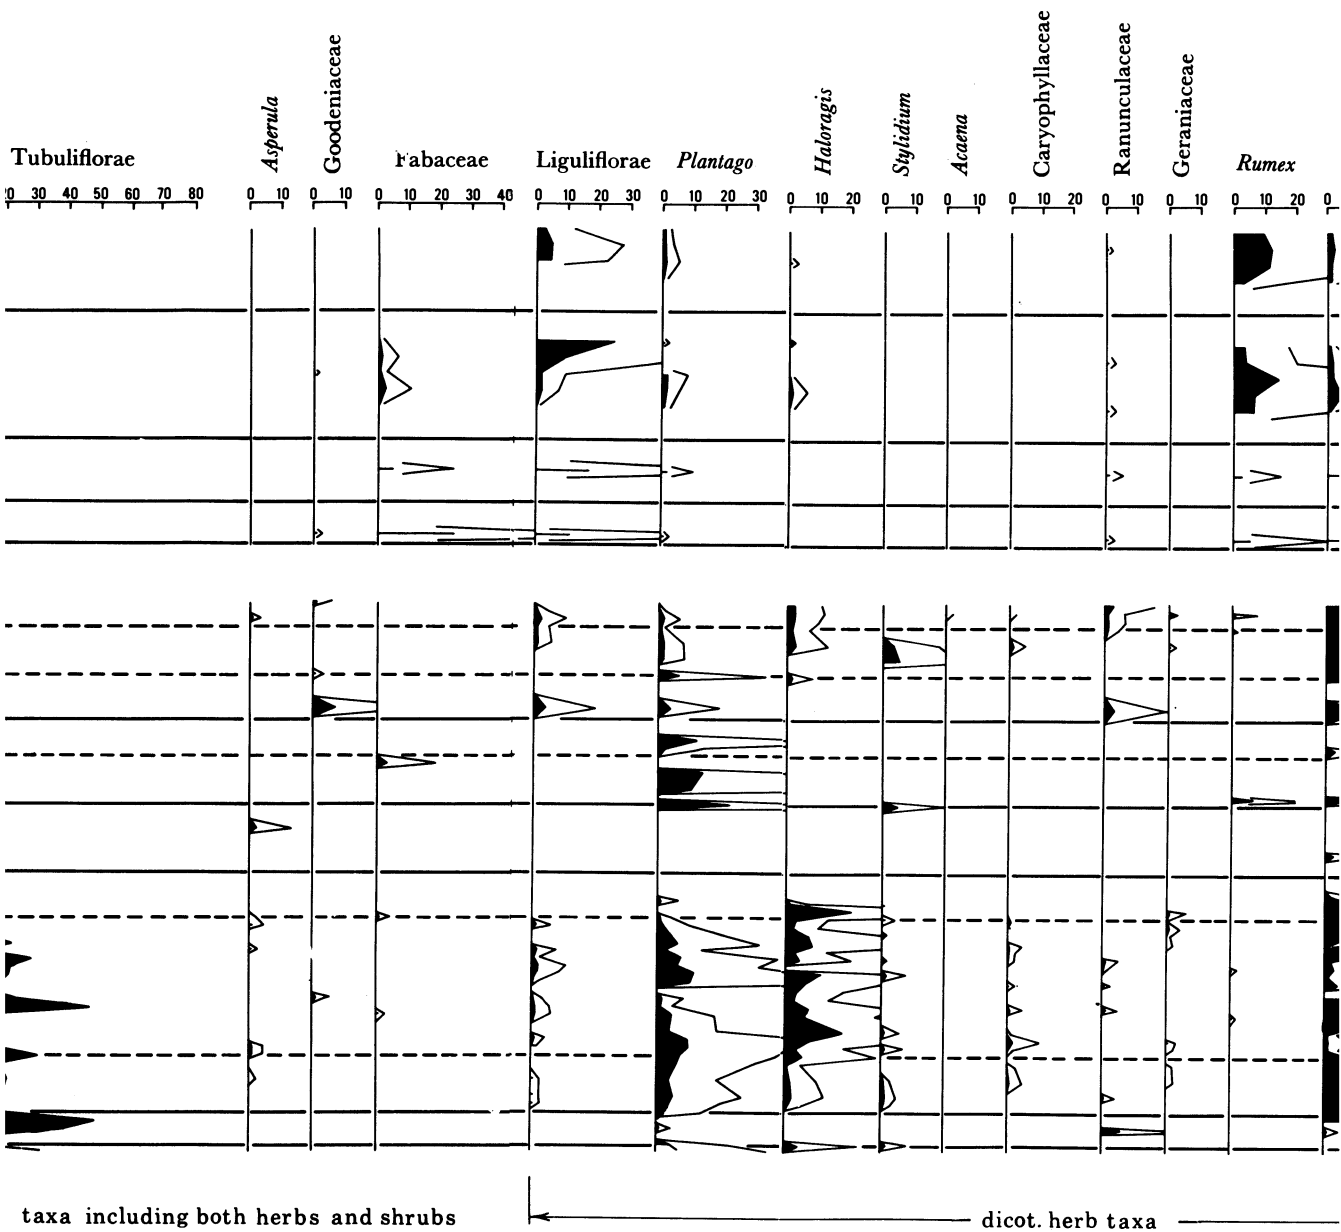 Tubuliflorae Asperula Goodeniaceae Fabaceae Liguliflorae Plantago Haloragis Stylidium Acaena Caryophyllaceae Ranunculaceae Geraniaceae Rumex
20 30 40 50 60 70 80 0 10 0 10 0 10 20 30 40 0 10 20 30 0 10 20 30 0 10 20 0 10 0 10 0 10 20 0 10 0 10 0 10 20 0
taxa including both herbs and shrubs dicot. herb taxa